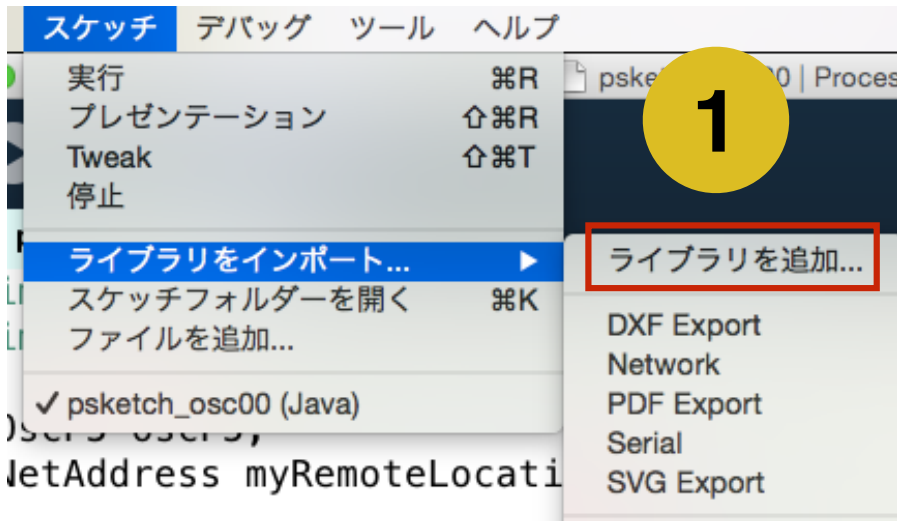 スケッチ デバッグ ツール ヘルプ
実行 ⌘R
プレゼンテーション ⇧⌘R
Tweak ⇧⌘T
停止
ライブラリをインポート... ▶
スケッチフォルダーを開く ⌘K
ファイルを追加...
✓ psketch_osc00 (Java)
0 | Proces
1
ライブラリを追加...
DXF Export
Network
PDF Export
Serial
SVG Export
NetAddress myRemoteLocati